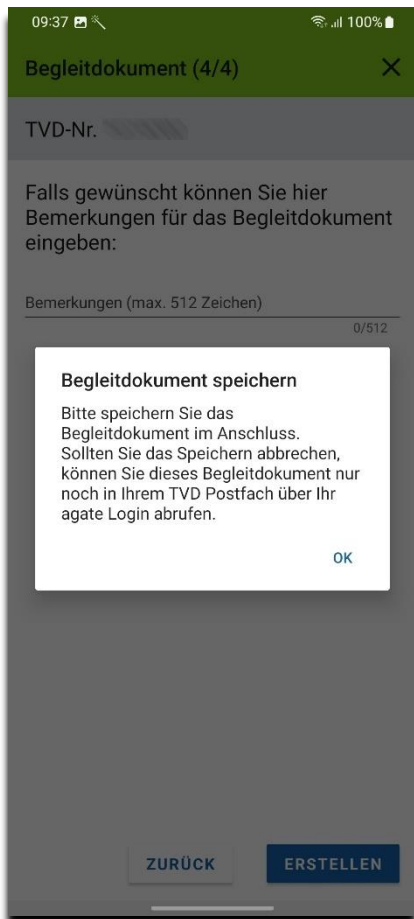 09:37 100%
Begleitdokument (4/4)
TVD-Nr.
Falls gewünscht können Sie hier
Bemerkungen für das Begleitdokument
eingeben:
Bemerkungen (max. 512 Zeichen)
0/512
Begleitdokument speichern
Bitte speichern Sie das
Begleitdokument im Anschluss.
Sollten Sie das Speichern abbrechen,
können Sie dieses Begleitdokument nur
noch in Ihrem TVD Postfach über Ihr
agate Login abrufen.
OK
ZURÜCK ERSTELLEN